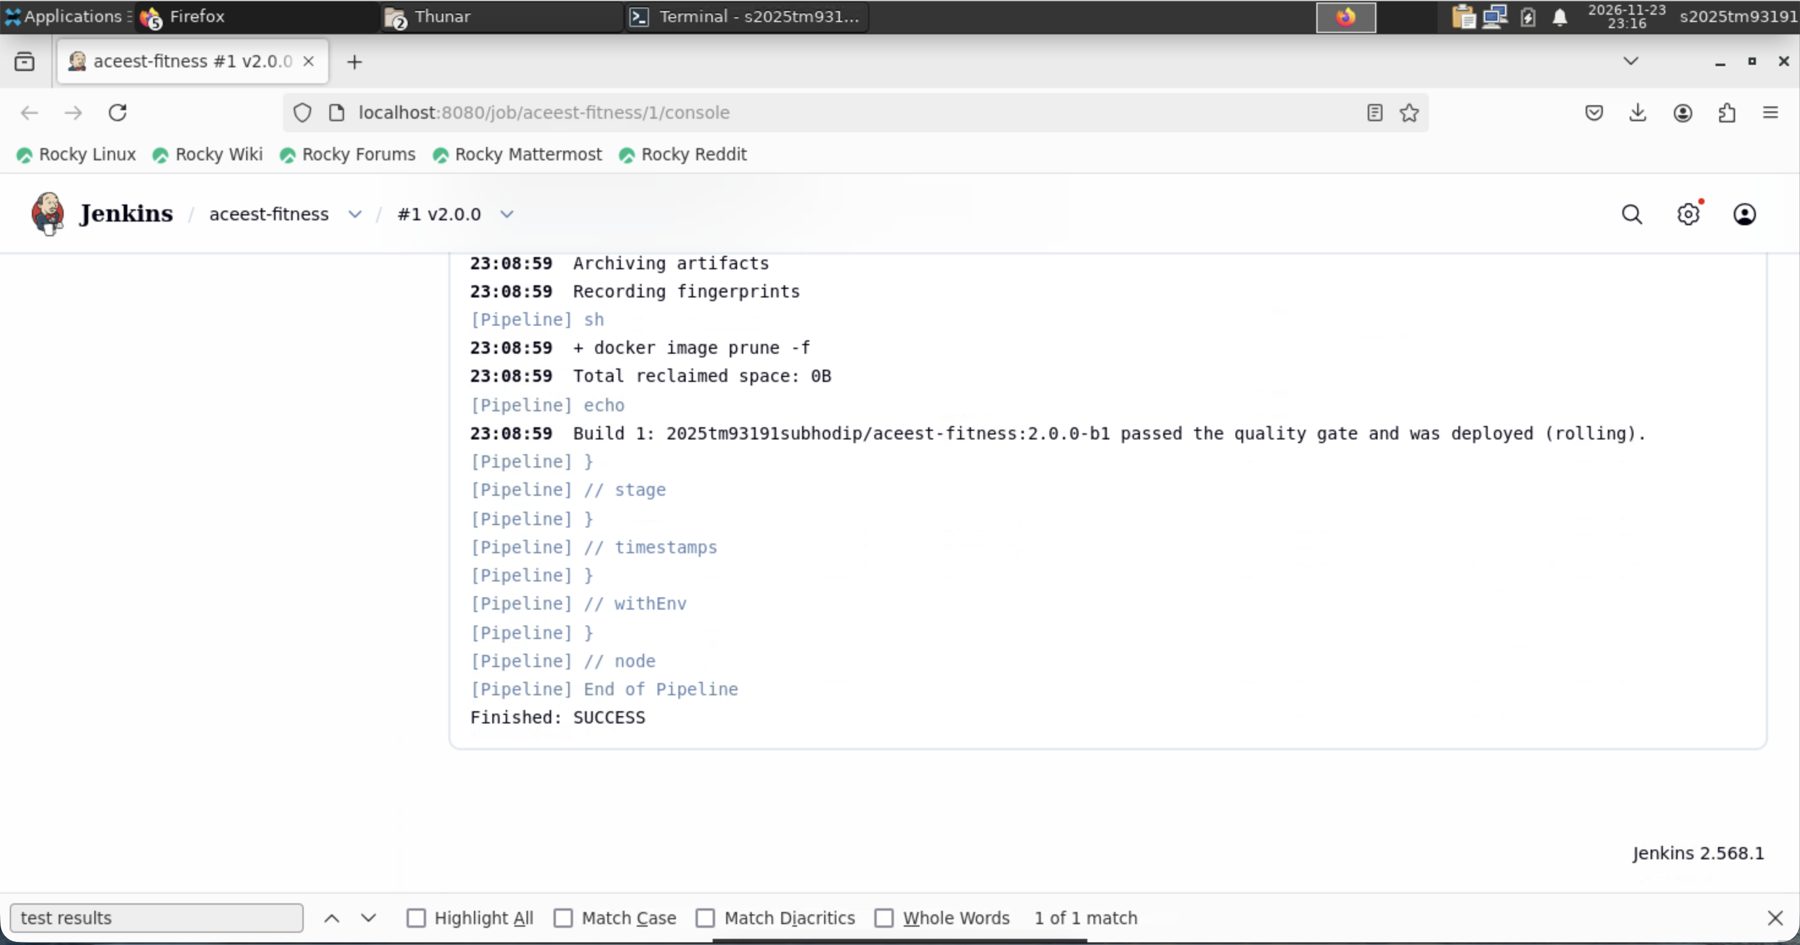 Applications Firefox 5 Thunar 2 Terminal - s2025tm931... 2026-11-23 23:16 s2025tm93191
aceest-fitness #1 v2.0.0
localhost:8080/job/aceest-fitness/1/console
Rocky Linux Rocky Wiki Rocky Forums Rocky Mattermost Rocky Reddit
Jenkins / aceest-fitness / #1 v2.0.0
23:08:59 Archiving artifacts
23:08:59 Recording fingerprints
[Pipeline] sh
23:08:59 + docker image prune -f
23:08:59 Total reclaimed space: 0B
[Pipeline] echo
23:08:59 Build 1: 2025tm93191subhodip/aceest-fitness:2.0.0-b1 passed the quality gate and was deployed (rolling).
[Pipeline] }
[Pipeline] // stage
[Pipeline] }
[Pipeline] // timestamps
[Pipeline] }
[Pipeline] // withEnv
[Pipeline] }
[Pipeline] // node
[Pipeline] End of Pipeline
Finished: SUCCESS
Jenkins 2.568.1
test results Highlight All Match Case Match Diacritics Whole Words 1 of 1 match